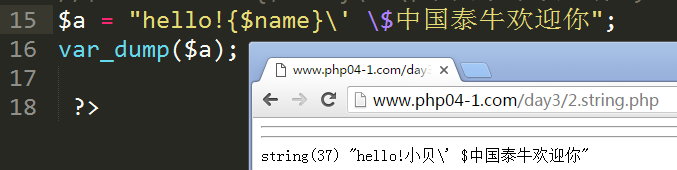 15 $a = "hello!{$name}\' \$中国泰牛欢迎你";
16 var_dump($a);
17
18 ?>
www.php04-1.com/day
www.php04-1.com/day3/2.string.php
string(37) "hello!小贝\' $中国泰牛欢迎你"